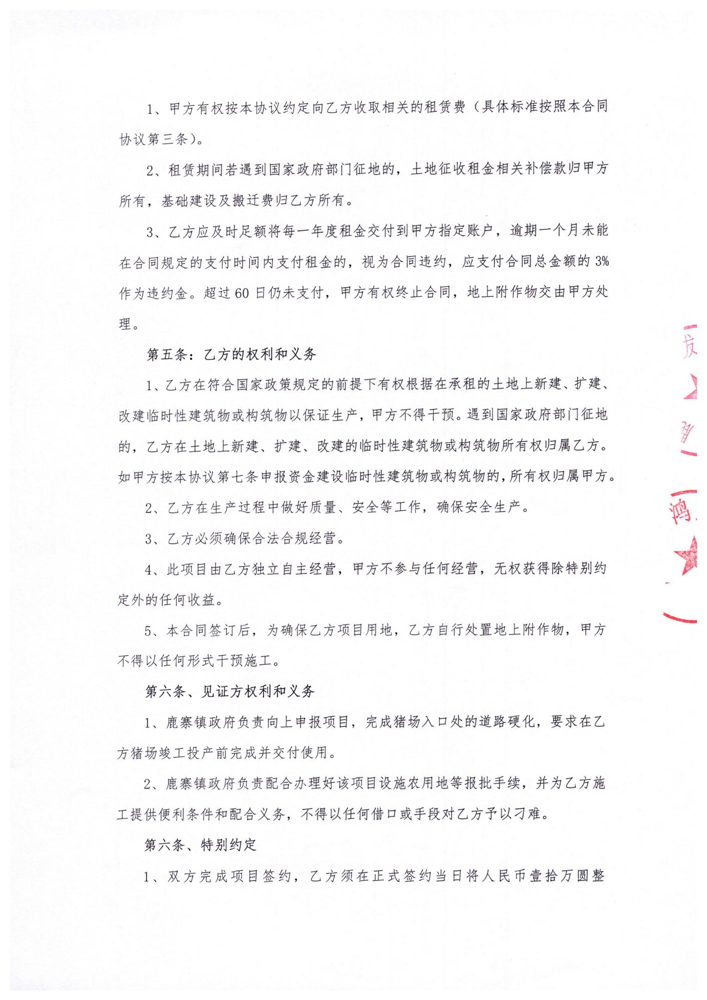 1、甲方有权按本协议约定向乙方收取相关的租赁费（具体标准按照本合同
协议第三条）。
2、租赁期间若遇到国家政府部门征地的，土地征收租金相关补偿款归甲方
所有，基础建设及搬迁费归乙方所有。
3、乙方应及时足额将每一年度租金交付到甲方指定账户，逾期一个月未能
在合同规定的支付时间内支付租金的，视为合同违约，应支付合同总金额的 3%
作为违约金。超过 60 日仍未支付，甲方有权终止合同，地上附作物交由甲方处
理。
第五条：乙方的权利和义务
1、乙方在符合国家政策规定的前提下有权根据在承租的土地上新建、扩建、
改建临时性建筑物或构筑物以保证生产，甲方不得干预。遇到国家政府部门征地
的，乙方在土地上新建、扩建、改建的临时性建筑物或构筑物所有权归属乙方。
如甲方按本协议第七条申报资金建设临时性建筑物或构筑物的，所有权归属甲方。
2、乙方在生产过程中做好质量、安全等工作，确保安全生产。
3、乙方必须确保合法合规经营。
4、此项目由乙方独立自主经营，甲方不参与任何经营，无权获得除特别约
定外的任何收益。
5、本合同签订后，为确保乙方项目用地，乙方自行处置地上附作物，甲方
不得以任何形式干预施工。
第六条、见证方权利和义务
1、鹿寨镇政府负责向上申报项目，完成猪场入口处的道路硬化，要求在乙
方猪场竣工投产前完成并交付使用。
2、鹿寨镇政府负责配合办理好该项目设施农用地等报批手续，并为乙方施
工提供便利条件和配合义务，不得以任何借口或手段对乙方予以刁难。
第六条、特别约定
1、双方完成项目签约，乙方须在正式签约当日将人民币壹拾万圆整
鹿
鸿